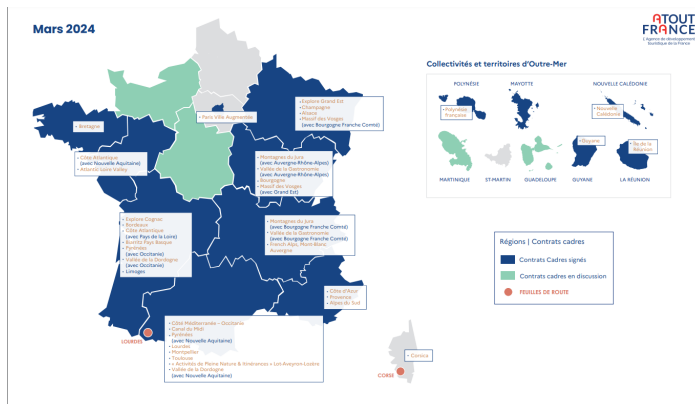 Mars 2024
ATOUT
FRANCE
L'Agence de développement
touristique de la France
Collectivités et territoires d'Outre-Mer
POLYNÉSIE
MAYOTTE
NOUVELLE CALÉDONIE
• Polynésie
Française
• Nouvelle
Calédonie
• Guyane
• Île de la
Réunion
MARTINIQUE
ST-MARTIN
GUADELOUPE
GUYANE
LA RÉUNION
• Explore Grand Est
• Champagne
• Alsace
• Massif des Vosges
(avec Bourgogne Franche Comté)
• Paris ville Augmentée
• Bretagne
• Côte Atlantique
(avec Nouvelle Aquitaine)
• Atlantic Loire Valley
• Montagnes du Jura
(avec Auvergne-Rhône-Alpes)
• Vallée de la Gastronomie
(avec Auvergne-Rhône-Alpes)
• Bourgogne
• Massif des Vosges
(avec Grand Est)
• Explore Cognac
• Bordeaux
• Côte Atlantique
(avec Pays de la Loire)
• Biarritz Pays Basque
• Pyrénées
(avec Occitanie)
• Vallée de la Dordogne
(avec Occitanie)
• Limoges
• Montagnes du Jura
(avec Bourgogne Franche Comté)
• Vallée de la Gastronomie
(avec Bourgogne Franche Comté)
• French Alps, Mont-Blanc
Auvergne
Régions | Contrats cadres
Contrats Cadres signés
Contrats cadres en discussion
FEUILLES DE ROUTE
• Côte d'Azur
• Provence
• Alpes du Sud
LOURDES
• Côté Méditerranée – Occitanie
• Canal du Midi
• Pyrénées
(avec Nouvelle Aquitaine)
• Lourdes
• Montpellier
• Toulouse
• « Activités de Pleine Nature & Itinérances » Lot-Aveyron-Lozère
• Vallée de la Dordogne
(avec Nouvelle Aquitaine)
• Corsica
CORSE